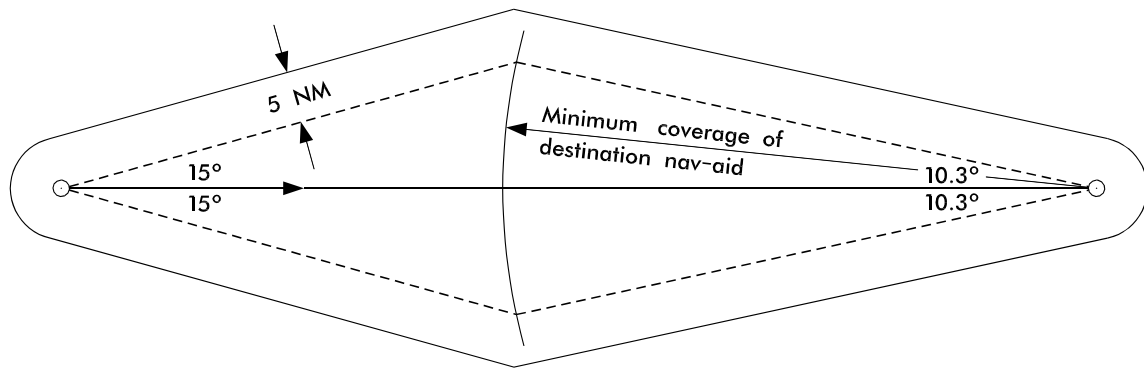 5 NM
Minimum coverage of
destination nav-aid
15°
15°
10.3°
10.3°